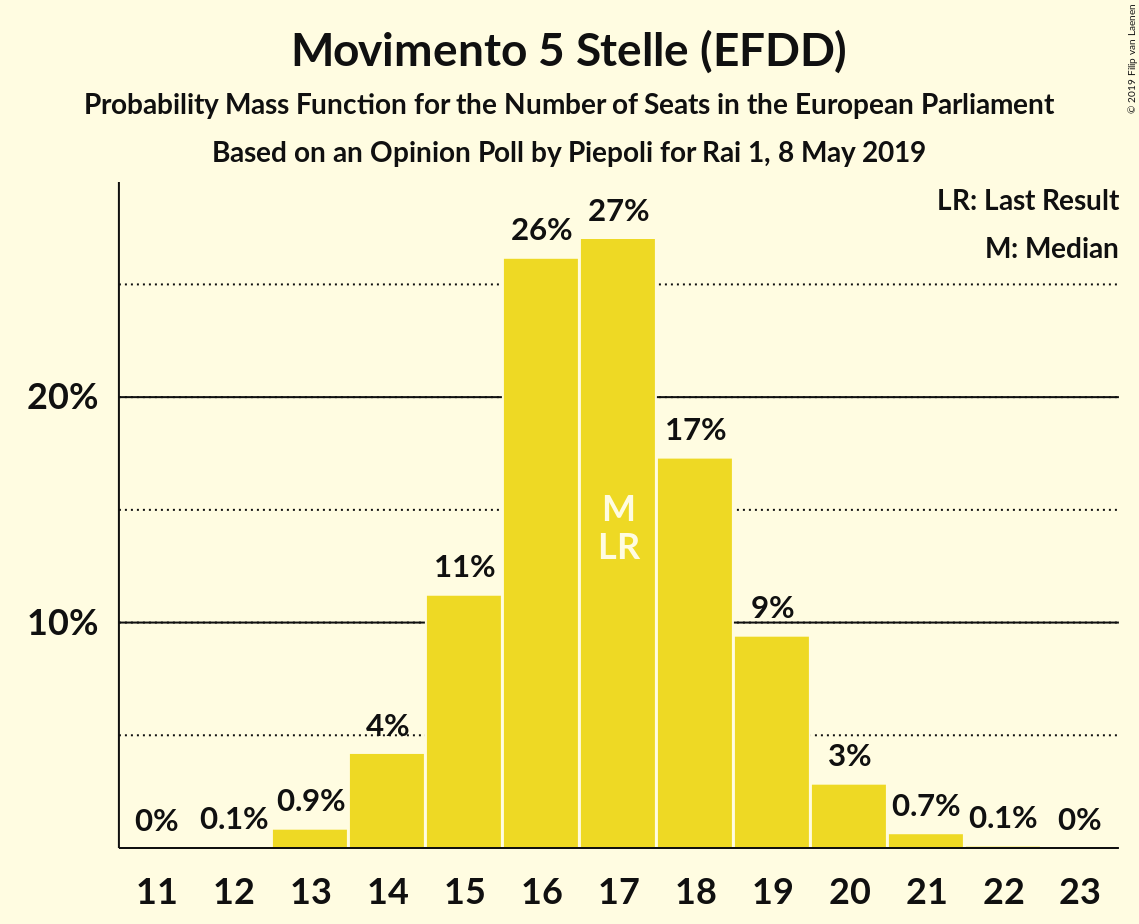 Movimento 5 Stelle (EFDD)
Probability Mass Function for the Number of Seats in the European Parliament
Based on an Opinion Poll by Piepoli for Rai 1, 8 May 2019
© 2019 Filip van Laenen
LR: Last Result
M: Median
20%
10%
0%
0.1%
0.9%
4%
11%
26%
27%
17%
9%
3%
0.7%
0.1%
0%
M
LR
11 12 13 14 15 16 17 18 19 20 21 22 23